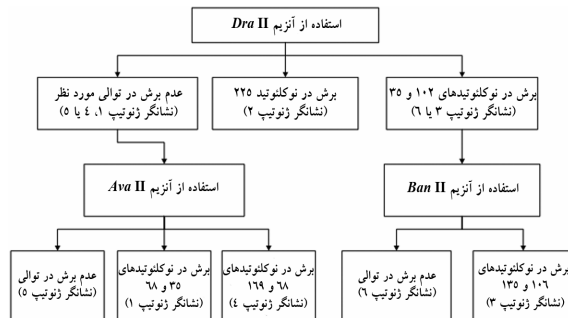 استفاده از آنزیم Dra II
برش در نوکلئوتیدهای ۱۰۲ و ۳۵
(نشانگر ژنوتیپ ۳ یا ۶)
برش در نوکلئوتید ۲۲۵
(نشانگر ژنوتیپ ۲)
عدم برش در توالی مورد نظر
(نشانگر ژنوتیپ ۱، ٤ یا ٥)
استفاده از آنزیم Ban II
استفاده از آنزیم Ava II
برش در نوکلئوتیدهای
۱۰۶ و ۱۳۵
(نشانگر ژنوتیپ ۳)
عدم برش در توالی
(نشانگر ژنوتیپ ۶)
برش در نوکلئوتیدهای
۶۸ و ۱۶۹
(نشانگر ژنوتیپ ٤)
برش در نوکلئوتیدهای
۳۵ و ۶۸
(نشانگر ژنوتیپ ۱)
عدم برش در توالی
(نشانگر ژنوتیپ ٥)